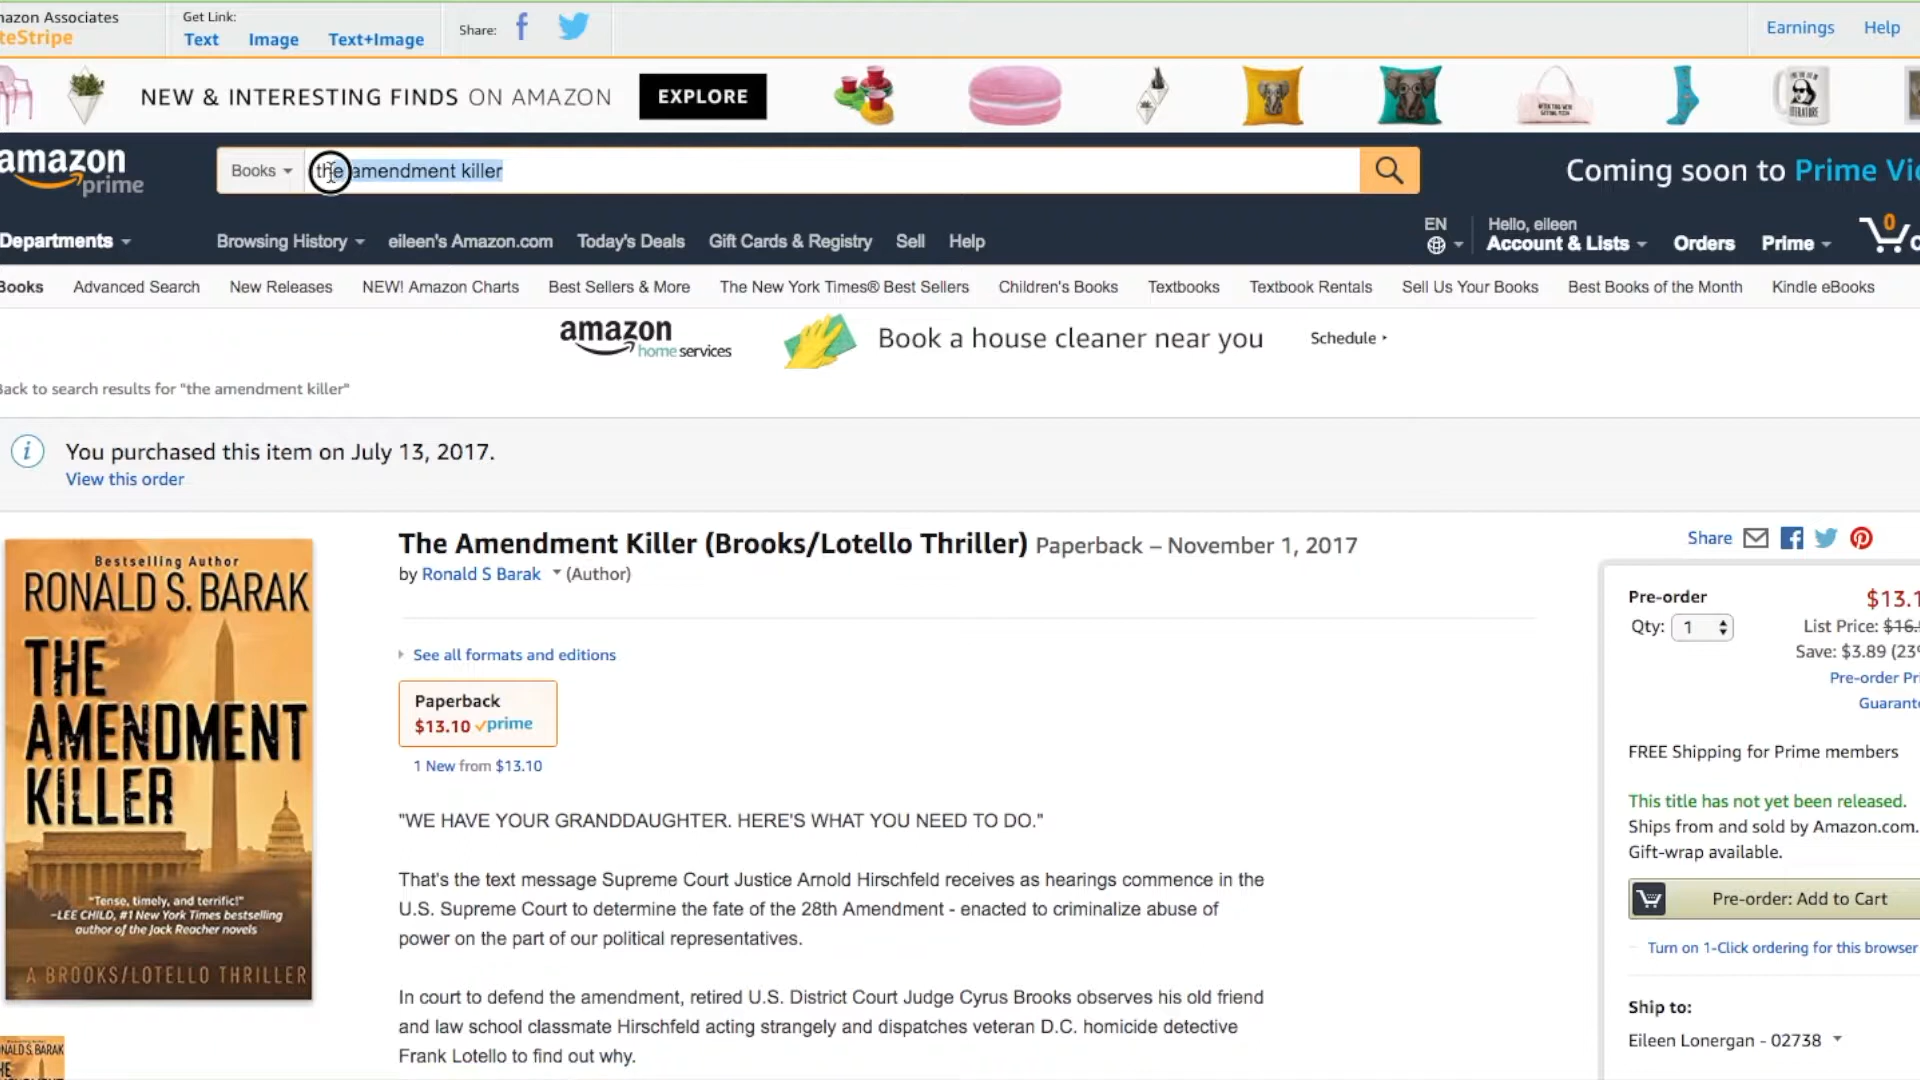 azon Associates
teStripe
Get Link:
Text Image Text+Image
Share:
Earnings Help
NEW & INTERESTING FINDS ON AMAZON EXPLORE
amazon
prime
Books
the amendment killer
Coming soon to Prime Vi
Departments
Browsing History eileen's Amazon.com Today's Deals Gift Cards & Registry Sell Help
EN
Hello, eileen
Account & Lists Orders Prime 0
Books Advanced Search New Releases NEW! Amazon Charts Best Sellers & More The New York Times® Best Sellers Children's Books Textbooks Textbook Rentals Sell Us Your Books Best Books of the Month Kindle eBooks
amazon
home services
Book a house cleaner near you Schedule
Back to search results for "the amendment killer"
You purchased this item on July 13, 2017.
View this order
Bestselling Author
RONALD S. BARAK
THE
AMENDMENT
KILLER
"Tense, timely, and terrific!"
–LEE CHILD, #1 New York Times bestselling
author of the Jack Reacher novels
A BROOKS/LOTELLO THRILLER
The Amendment Killer (Brooks/Lotello Thriller) Paperback – November 1, 2017
by Ronald S Barak (Author)
See all formats and editions
Paperback
$13.10 prime
1 New from $13.10
"WE HAVE YOUR GRANDDAUGHTER. HERE'S WHAT YOU NEED TO DO."
That's the text message Supreme Court Justice Arnold Hirschfeld receives as hearings commence in the
U.S. Supreme Court to determine the fate of the 28th Amendment - enacted to criminalize abuse of
power on the part of our political representatives.
In court to defend the amendment, retired U.S. District Court Judge Cyrus Brooks observes his old friend
and law school classmate Hirschfeld acting strangely and dispatches veteran D.C. homicide detective
Frank Lotello to find out why.
Share
Pre-order $13.1
Qty: 1
List Price: $16.
Save: $3.89 (23
Pre-order Pri
Guarante
FREE Shipping for Prime members
This title has not yet been released.
Ships from and sold by Amazon.com.
Gift-wrap available.
Pre-order: Add to Cart
Turn on 1-Click ordering for this browser
Ship to:
Eileen Lonergan - 02738